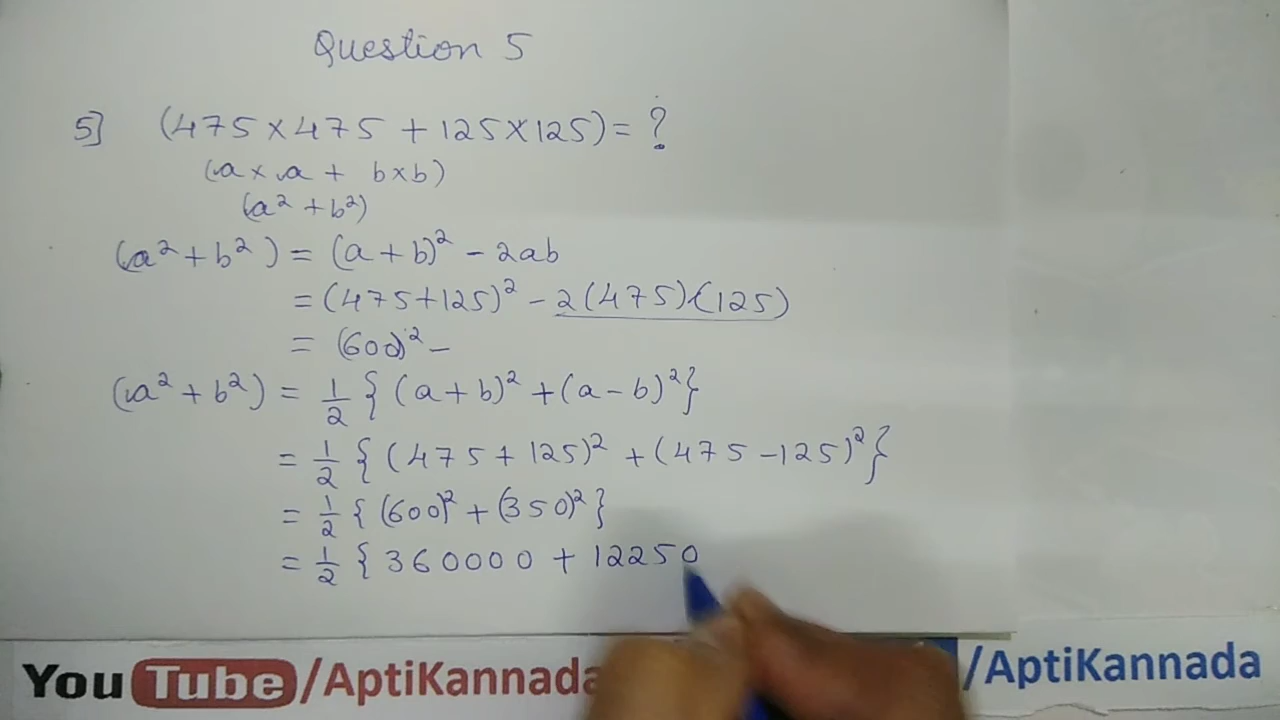 Question 5
5] (475×475 + 125×125) = ?
(a×a + b×b)
(a² + b²)
(a² + b²) = (a + b)² - 2ab
= (475+125)² - 2(475)(125)
= (600)² -
(a² + b²) = 1/2 { (a + b)² + (a - b)² }
= 1/2 { (475 + 125)² + (475 - 125)² }
= 1/2 { (600)² + (350)² }
= 1/2 { 360000 + 12250
YouTube/AptiKannada /AptiKannada